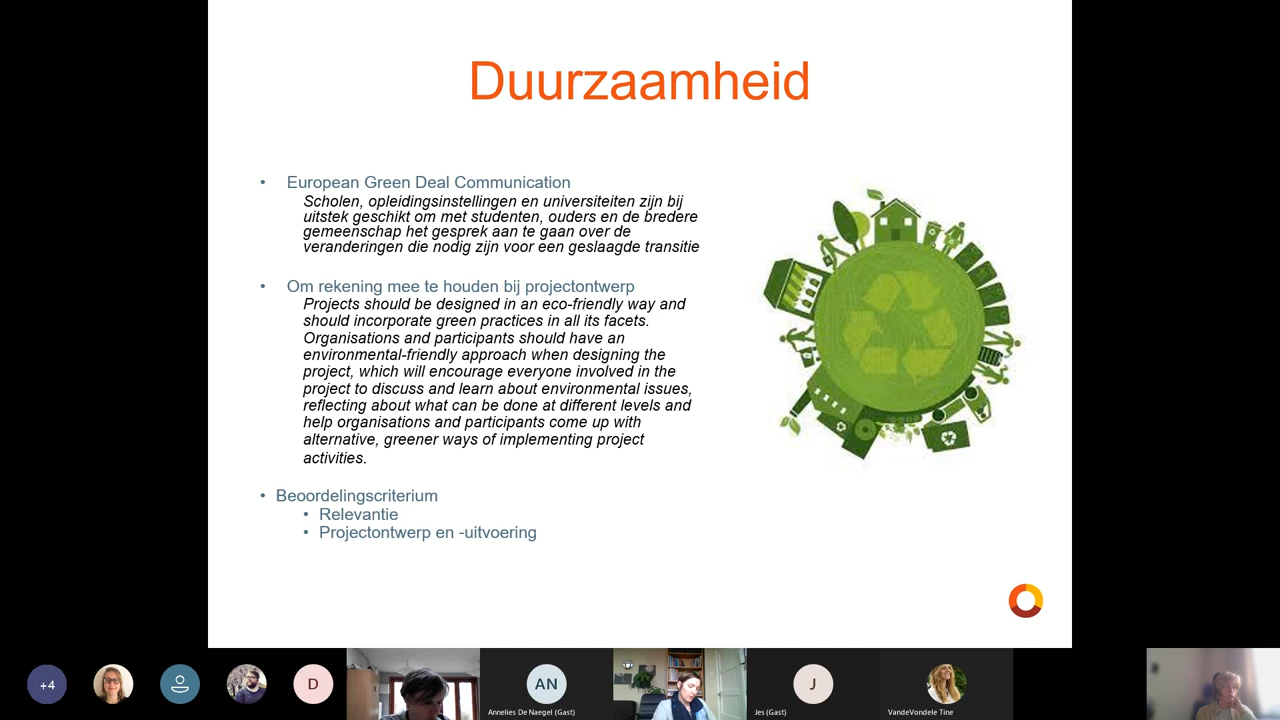 Duurzaamheid
• European Green Deal Communication
Scholen, opleidingsinstellingen en universiteiten zijn bij
uitstek geschikt om met studenten, ouders en de bredere
gemeenschap het gesprek aan te gaan over de
veranderingen die nodig zijn voor een geslaagde transitie
• Om rekening mee te houden bij projectontwerp
Projects should be designed in an eco-friendly way and
should incorporate green practices in all its facets.
Organisations and participants should have an
environmental-friendly approach when designing the
project, which will encourage everyone involved in the
project to discuss and learn about environmental issues,
reflecting about what can be done at different levels and
help organisations and participants come up with
alternative, greener ways of implementing project
activities.
• Beoordelingscriterium
• Relevantie
• Projectontwerp en -uitvoering
+4
D
AN
J
Annelies De Naegel (Gast)
Jes (Gast)
VandeVondele Tine